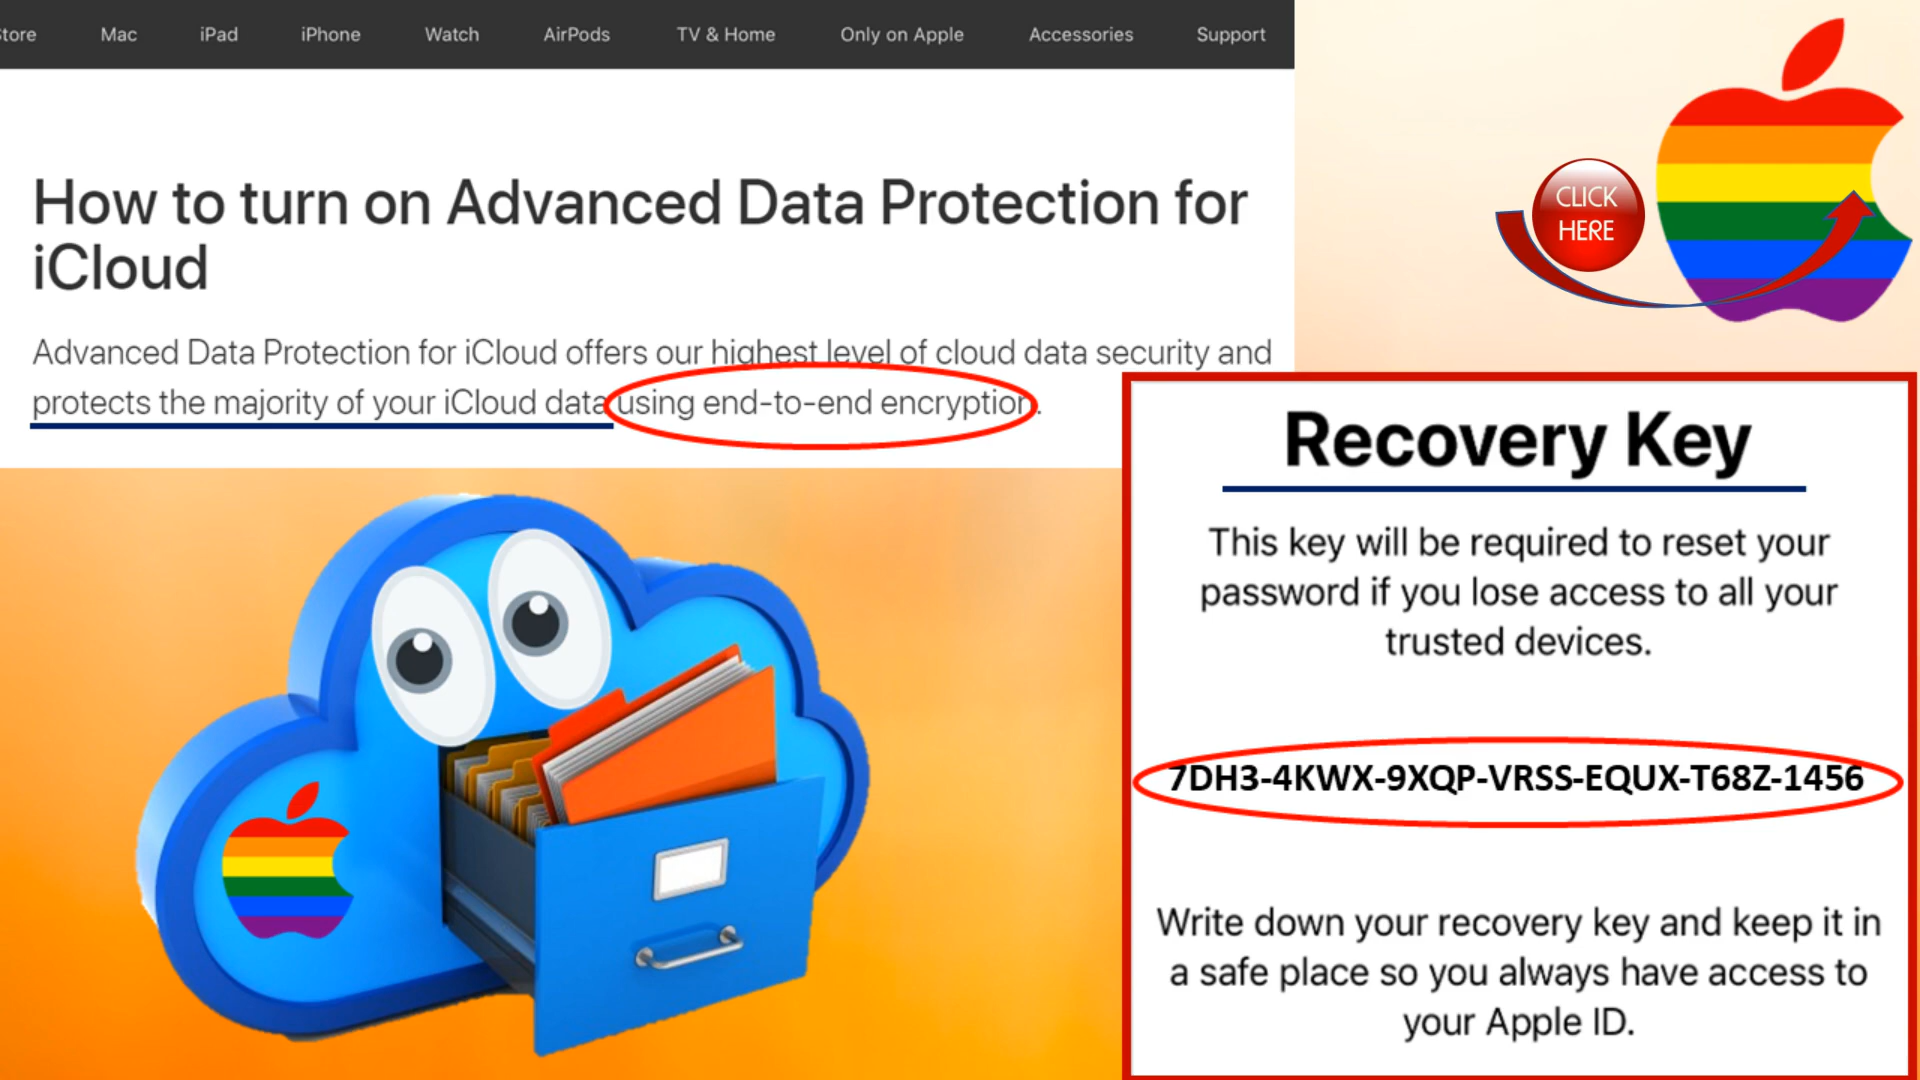 Mac iPad iPhone Watch AirPods TV & Home Only on Apple Accessories Support
How to turn on Advanced Data Protection for
iCloud
Advanced Data Protection for iCloud offers our highest level of cloud data security and
protects the majority of your iCloud data using end-to-end encryption.
CLICK
HERE
Recovery Key
This key will be required to reset your
password if you lose access to all your
trusted devices.
7DH3-4KWX-9XQP-VRSS-EQUX-T68Z-1456
Write down your recovery key and keep it in
a safe place so you always have access to
your Apple ID.